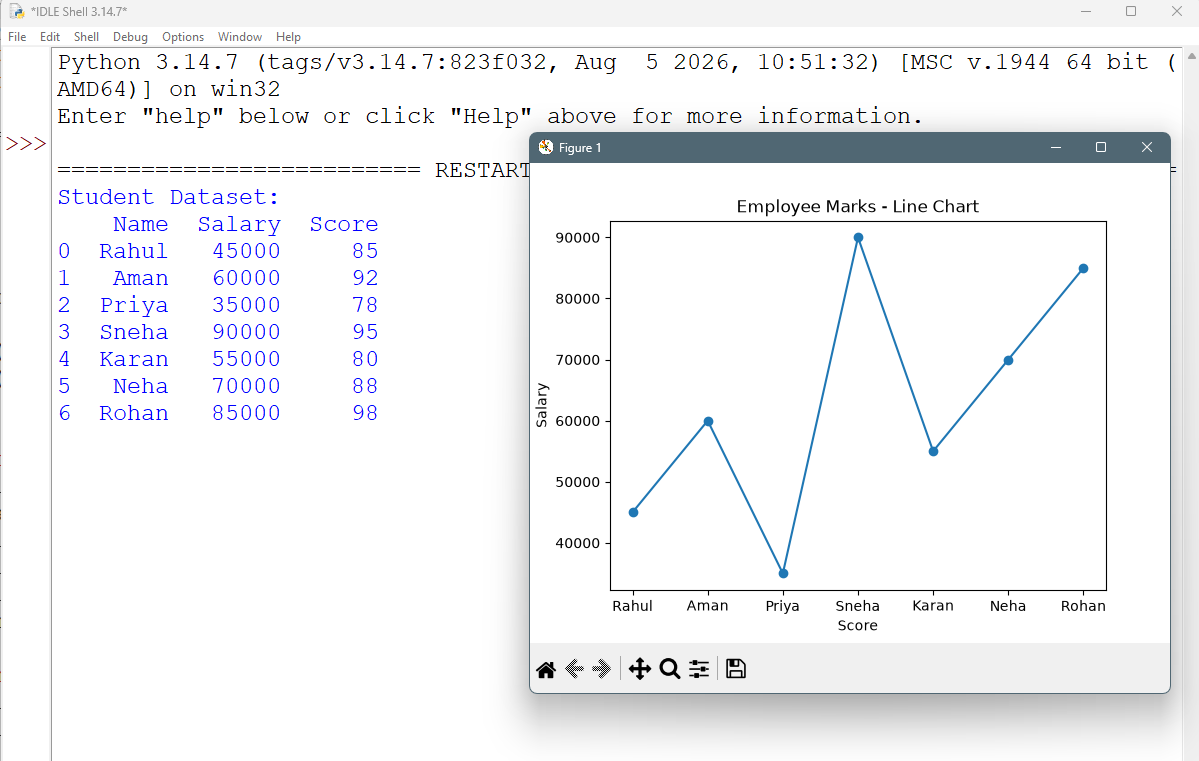 *IDLE Shell 3.14.7*
File Edit Shell Debug Options Window Help
Python 3.14.7 (tags/v3.14.7:823f032, Aug  5 2026, 10:51:32) [MSC v.1944 64 bit (
AMD64)] on win32
Enter "help" below or click "Help" above for more information.
>>>
========================== RESTART
Student Dataset:
    Name  Salary  Score
0  Rahul   45000     85
1   Aman   60000     92
2  Priya   35000     78
3  Sneha   90000     95
4  Karan   55000     80
5   Neha   70000     88
6  Rohan   85000     98
Figure 1
Employee Marks - Line Chart
90000
80000
70000
60000
50000
40000
Salary
Rahul Aman Priya Sneha Karan Neha Rohan
Score